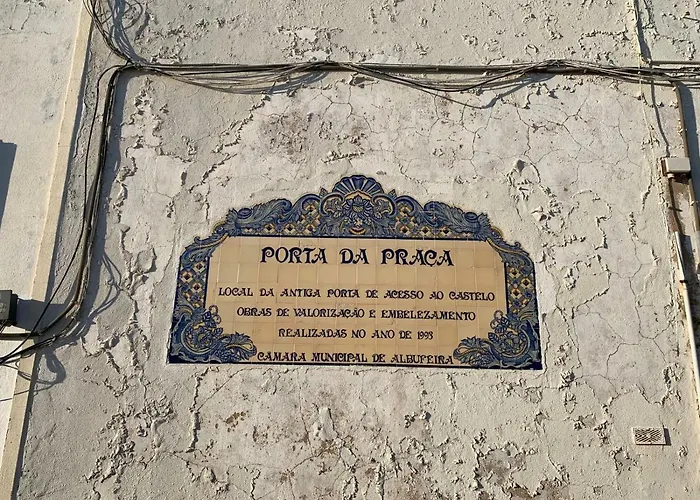 PORTA DA PRAÇA
LOCAL DA ANTIGA PORTA DE ACESSO AO CASTELO
OBRAS DE VALORIZAÇÃO E EMBELEZAMENTO
REALIZADAS NO ANO DE 1993
CÂMARA MUNICIPAL DE ALBUFEIRA